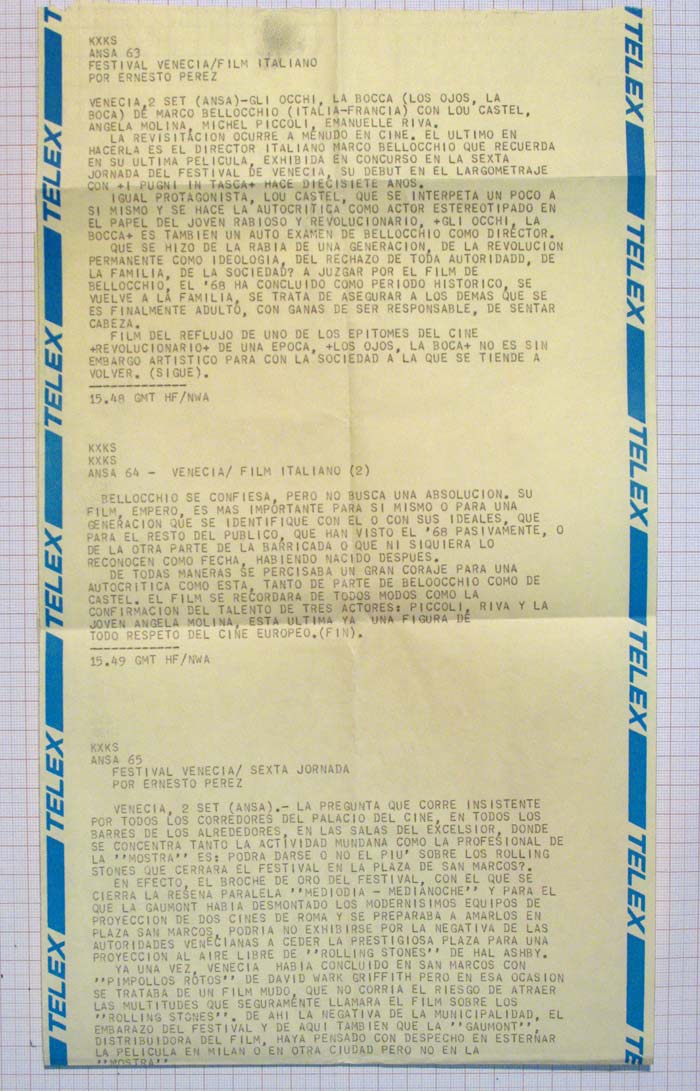 KXKS
ANSA 63
FESTIVAL VENECIA/FILM ITALIANO
POR ERNESTO PEREZ
VENECIA,2 SET (ANSA)-GLI OCCHI, LA BOCCA (LOS OJOS, LA
BOCA) DE MARCO BELLOCCHIO (ITALIA-FRANCIA) CON LOU CASTEL,
ANGELA MOLINA, MICHEL PICCOLI, EMANUELLE RIVA.
LA REVISITACION OCURRE A MENUDO EN CINE. EL ULTIMO EN
HACERLA ES EL DIRECTOR ITALIANO MARCO BELLOCCHIO QUE RECUERDA
EN SU ULTIMA PELICULA, EXHIBIDA EN CONCURSO EN LA SEXTA
JORNADA DEL FESTIVAL DE VENECIA, SU DEBUT EN EL LARGOMETRAJE
CON +I PUGNI IN TASCA+ HACE DIECISIETE ANOS.
IGUAL PROTAGONISTA, LOU CASTEL, QUE SE INTERPETA UN POCO A
SI MISMO Y SE HACE LA AUTOCRITICA COMO ACTOR ESTEREOTIPADO EN
EL PAPEL DEL JOVEN RABIOSO Y REVOLUCIONARIO, +GLI OCCHI, LA
BOCCA+ ES TAMBIEN UN AUTO EXAMEN DE BELLOCCHIO COMO DIRECTOR.
QUE SE HIZO DE LA RABIA DE UNA GENERACION, DE LA REVOLUCION
PERMANENTE COMO IDEOLOGIA, DEL RECHAZO DE TODA AUTORIDADD, DE
LA FAMILIA, DE LA SOCIEDAD? A JUZGAR POR EL FILM DE
BELLOCCHIO, EL '68 HA CONCLUIDO COMO PERIODO HISTORICO, SE
VUELVE A LA FAMILIA, SE TRATA DE ASEGURAR A LOS DEMAS QUE SE
ES FINALMENTE ADULTO, CON GANAS DE SER RESPONSABLE, DE SENTAR
CABEZA.
FILM DEL REFLUJO DE UNO DE LOS EPITOMES DEL CINE
+REVOLUCIONARIO+ DE UNA EPOCA, +LOS OJOS, LA BOCA+ NO ES SIN
EMBARGO ARTISTICO PARA CON LA SOCIEDAD A LA QUE SE TIENDE A
VOLVER. (SIGUE).
-------------
15.48 GMT HF/NWA
KXKS
KXKS
ANSA 64 - VENECIA/ FILM ITALIANO (2)
BELLOCCHIO SE CONFIESA, PERO NO BUSCA UNA ABSOLUCION. SU
FILM, EMPERO, ES MAS IMPORTANTE PARA SI MISMO O PARA UNA
GENERACION QUE SE IDENTIFIQUE CON EL O CON SUS IDEALES, QUE
PARA EL RESTO DEL PUBLICO, QUE HAN VISTO EL '68 PASIVAMENTE, O
DE LA OTRA PARTE DE LA BARRICADA O QUE NI SIQUIERA LO
RECONOCEN COMO FECHA, HABIENDO NACIDO DESPUES.
DE TODAS MANERAS SE PERCISABA UN GRAN CORAJE PARA UNA
AUTOCRITICA COMO ESTA, TANTO DE PARTE DE BELOOCCHIO COMO DE
CASTEL. EL FILM SE RECORDARA DE TODOS MODOS COMO LA
CONFIRMACION DEL TALENTO DE TRES ACTORES: PICCOLI, RIVA Y LA
JOVEN ANGELA MOLINA, ESTA ULTIMA YA UNA FIGURA DE
TODO RESPETO DEL CINE EUROPEO.(FIN).
------------
15.49 GMT HF/NWA
KXKS
ANSA 65
FESTIVAL VENECIA/ SEXTA JORNADA
POR ERNESTO PEREZ
VENECIA, 2 SET (ANSA).- LA PREGUNTA QUE CORRE INSISTENTE
POR TODOS LOS CORREDORES DEL PALACIO DEL CINE, EN TODOS LOS
BARRES DE LOS ALREDEDORES, EN LAS SALAS DEL EXCELSIOR, DONDE
SE CONCENTRA TANTO LA ACTIVIDAD MUNDANA COMO LA PROFESIONAL DE
LA ''MOSTRA'' ES: PODRA DARSE O NO EL PIU' SOBRE LOS ROLLING
STONES QUE CERRARA EL FESTIVAL EN LA PLAZA DE SAN MARCOS?.
EN EFECTO, EL BROCHE DE ORO DEL FESTIVAL, CON EL QUE SE
CIERRA LA RESENA PARALELA ''MEDIODIA - MEDIANOCHE'' Y PARA EL
QUE LA GAUMONT HABIA DESMONTADO LOS MODERNISIMOS EQUIPOS DE
PROYECCION DE DOS CINES DE ROMA Y SE PREPARABA A AMARLOS EN
PLAZA SAN MARCOS, PODRIA NO EXHIBIRSE POR LA NEGATIVA DE LAS
AUTORIDADES VENECIANAS A CEDER LA PRESTIGIOSA PLAZA PARA UNA
PROYECCION AL AIRE LIBRE DE ''ROLLING STONES'' DE HAL ASHBY.
YA UNA VEZ, VENECIA HABIA CONCLUIDO EN SAN MARCOS CON
''PIMPOLLOS ROTOS'' DE DAVID WARK GRIFFITH PERO EN ESA OCASION
SE TRATABA DE UN FILM MUDO, QUE NO CORRIA EL RIESGO DE ATRAER
LAS MULTITUDES QUE SEGURAMENTE LLAMARA EL FILM SOBRE LOS
''ROLLING STONES''. DE AHI LA NEGATIVA DE LA MUNICIPALIDAD, EL
EMBARAZO DEL FESTIVAL Y DE AQUI TAMBIEN QUE LA ''GAUMONT',
DISTRIBUIDORA DEL FILM, HAYA PENSADO CON DESPECHO EN ESTERNAR
LA PELICULA EN MILAN O EN OTRA CIUDAD PERO NO EN LA
''MOSTRA''
TELEX
TELEX
TELEX
TELEX
TELEX
TELEX
TELEX
TELEX
TELEX
TELEX